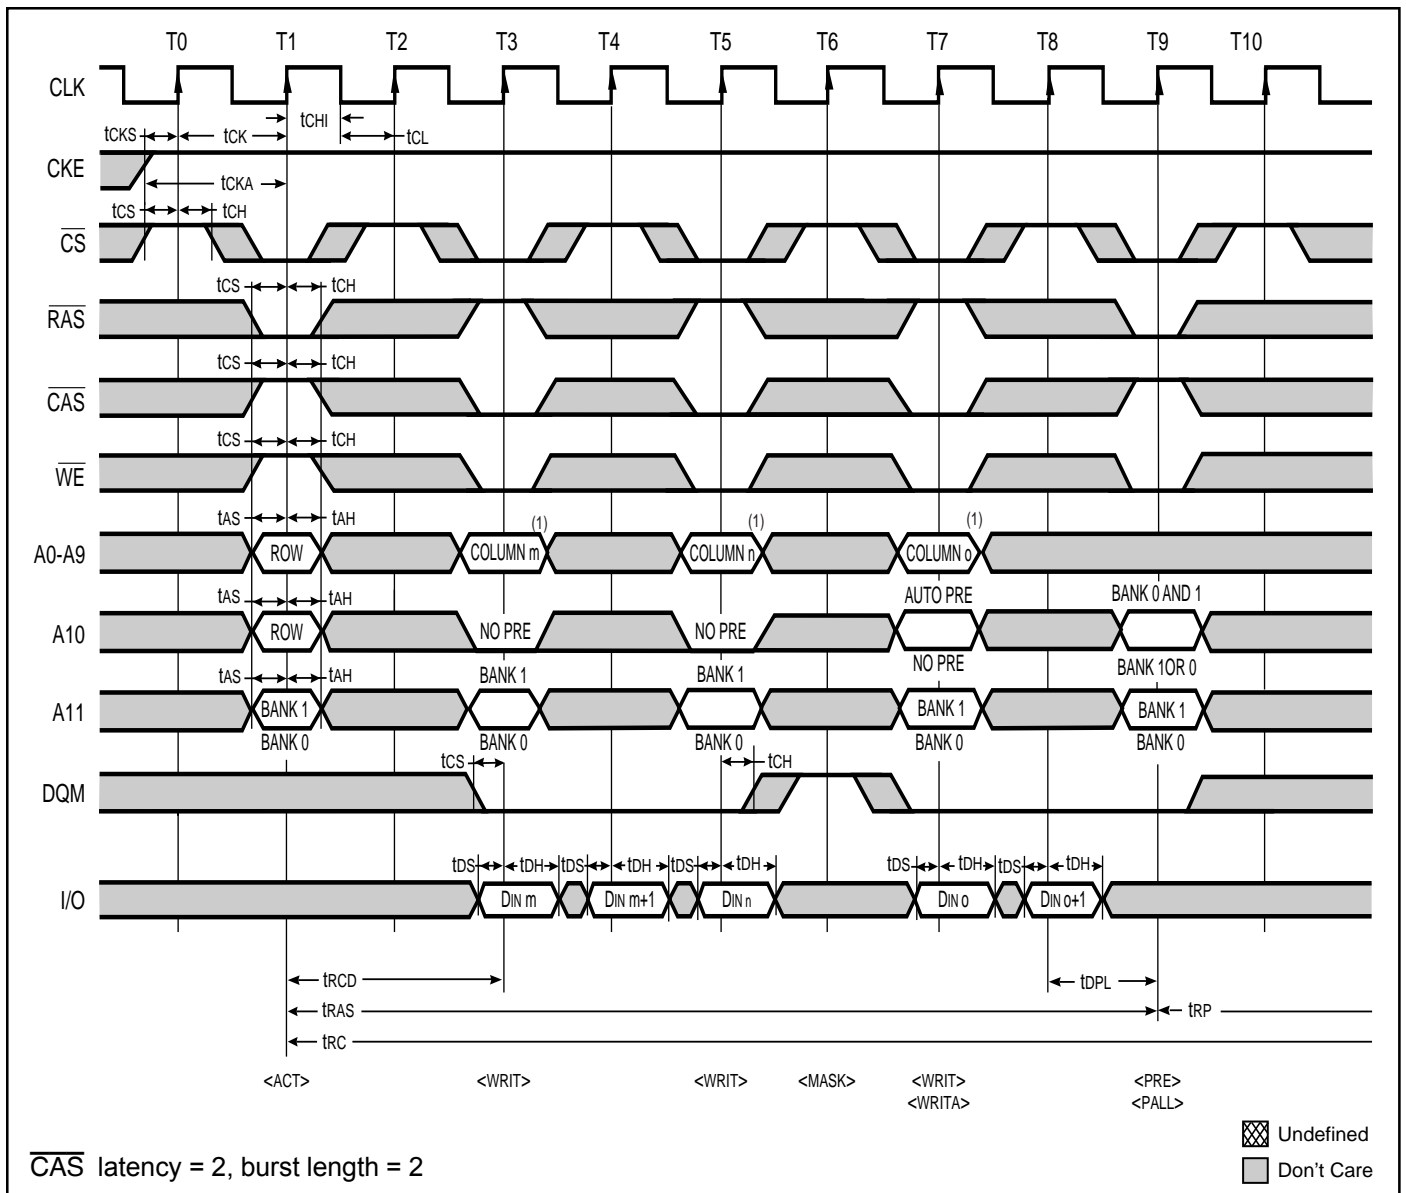 T0 T1 T2 T3 T4 T5 T6 T7 T8 T9 T10
CLK
tCHI
tCKS tCK tCL
CKE
tCKA
tCS tCH
CS
tCS tCH
RAS
tCS tCH
CAS
tCS tCH
WE
tAS tAH (1) (1) (1)
A0-A9 ROW COLUMN m COLUMN n COLUMN o
tAS tAH AUTO PRE BANK 0 AND 1
A10 ROW NO PRE NO PRE
NO PRE BANK 1OR 0
tAS tAH BANK 1 BANK 1
A11 BANK 1 BANK 1 BANK 1
BANK 0 BANK 0 BANK 0 BANK 0 BANK 0
tCS tCH
DQM
tDS tDH tDS tDH tDS tDH tDS tDH tDS tDH
I/O DIN m DIN m+1 DIN n DIN o DIN o+1
tRCD tDPL
tRAS tRP
tRC
<ACT> <WRIT> <WRIT> <MASK> <WRIT> <PRE>
<WRITA> <PALL>
Undefined
CAS latency = 2, burst length = 2 Don't Care